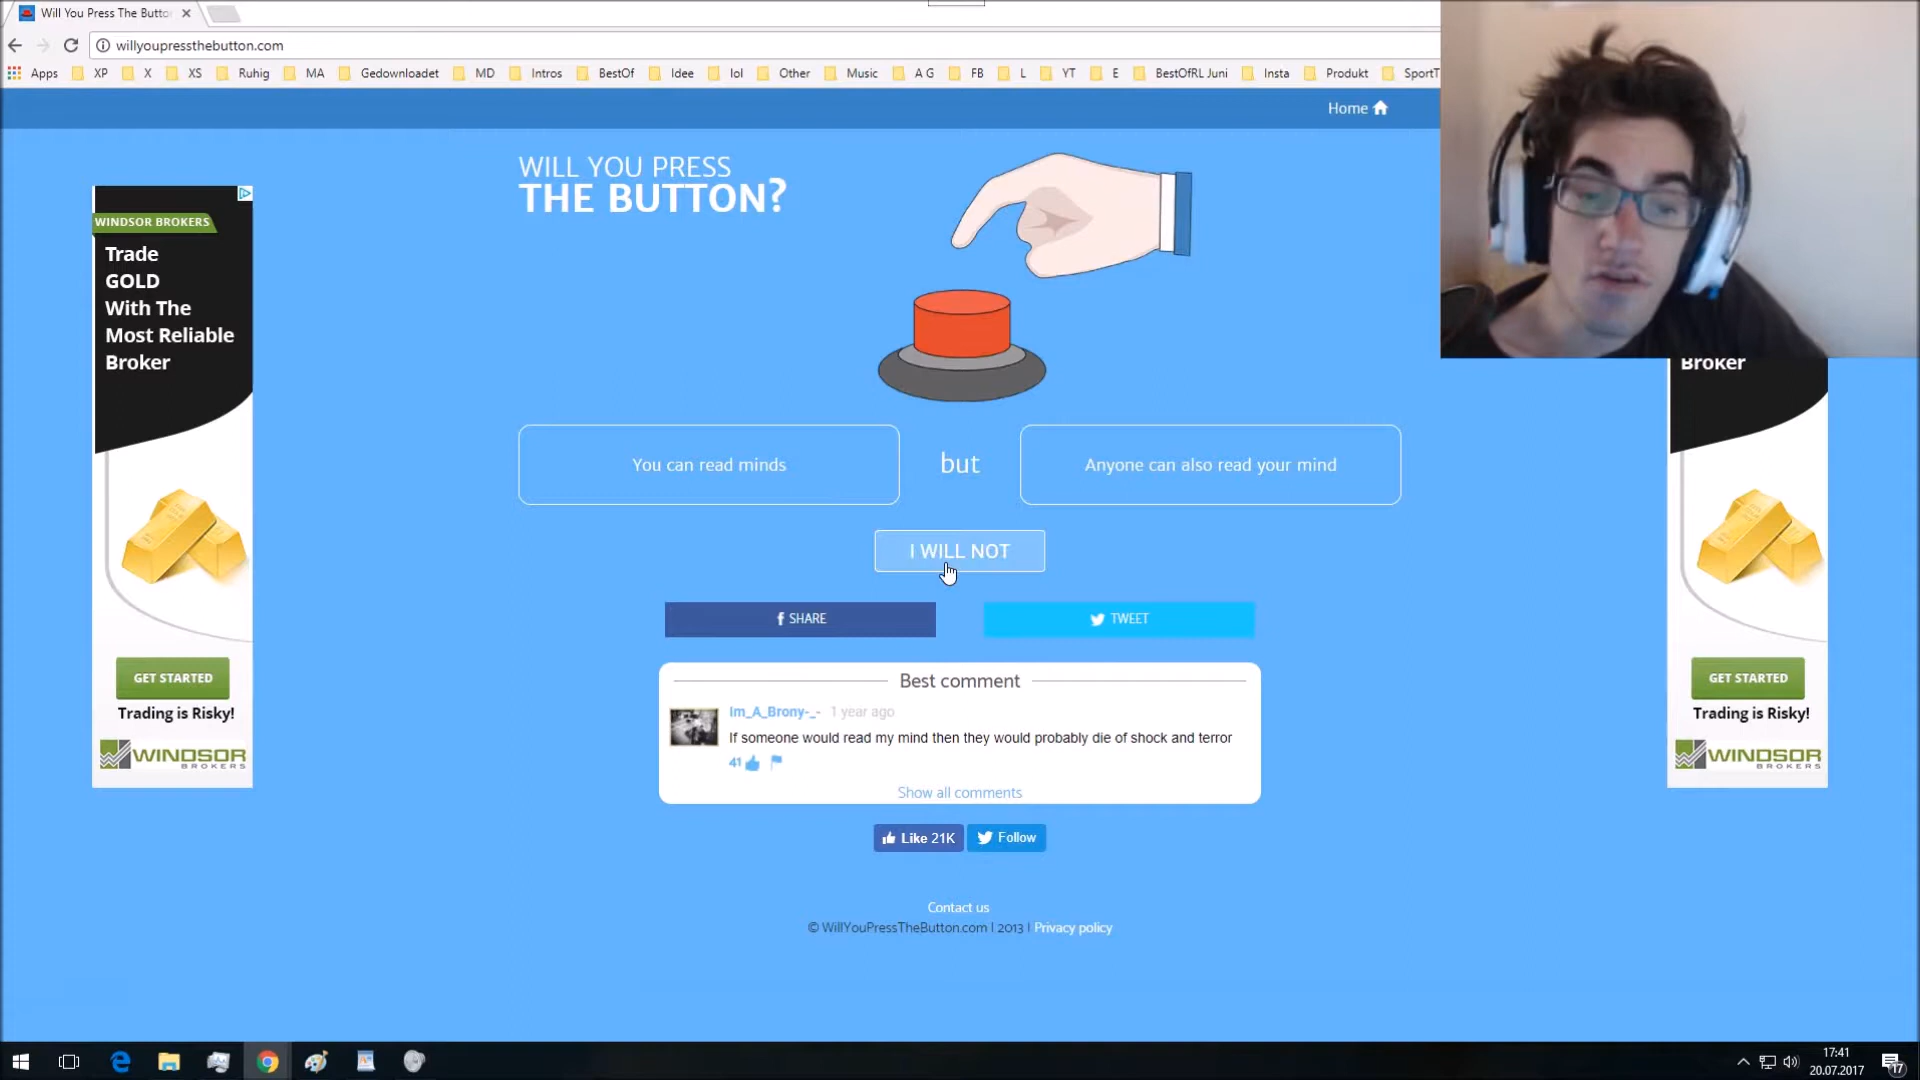 Will You Press The Butto
willyoupressthebutton.com
Apps XP X XS Ruhig MA Gedownloadet MD Intros BestOf Idee lol Other Music A G FB L YT E BestOfRL Juni Insta Produkt SportT
Home
WILL YOU PRESS
THE BUTTON?
WINDSOR BROKERS
Trade
GOLD
With The
Most Reliable
Broker
Broker
You can read minds
but
Anyone can also read your mind
I WILL NOT
SHARE
TWEET
Best comment
Im_A_Brony-_- 1 year ago
If someone would read my mind then they would probably die of shock and terror
41
Show all comments
GET STARTED
Trading is Risky!
WINDSOR
BROKERS
GET STARTED
Trading is Risky!
WINDSOR
BROKERS
Like 21K
Follow
Contact us
© WillYouPressTheButton.com | 2013 | Privacy policy
17:41
20.07.2017
17